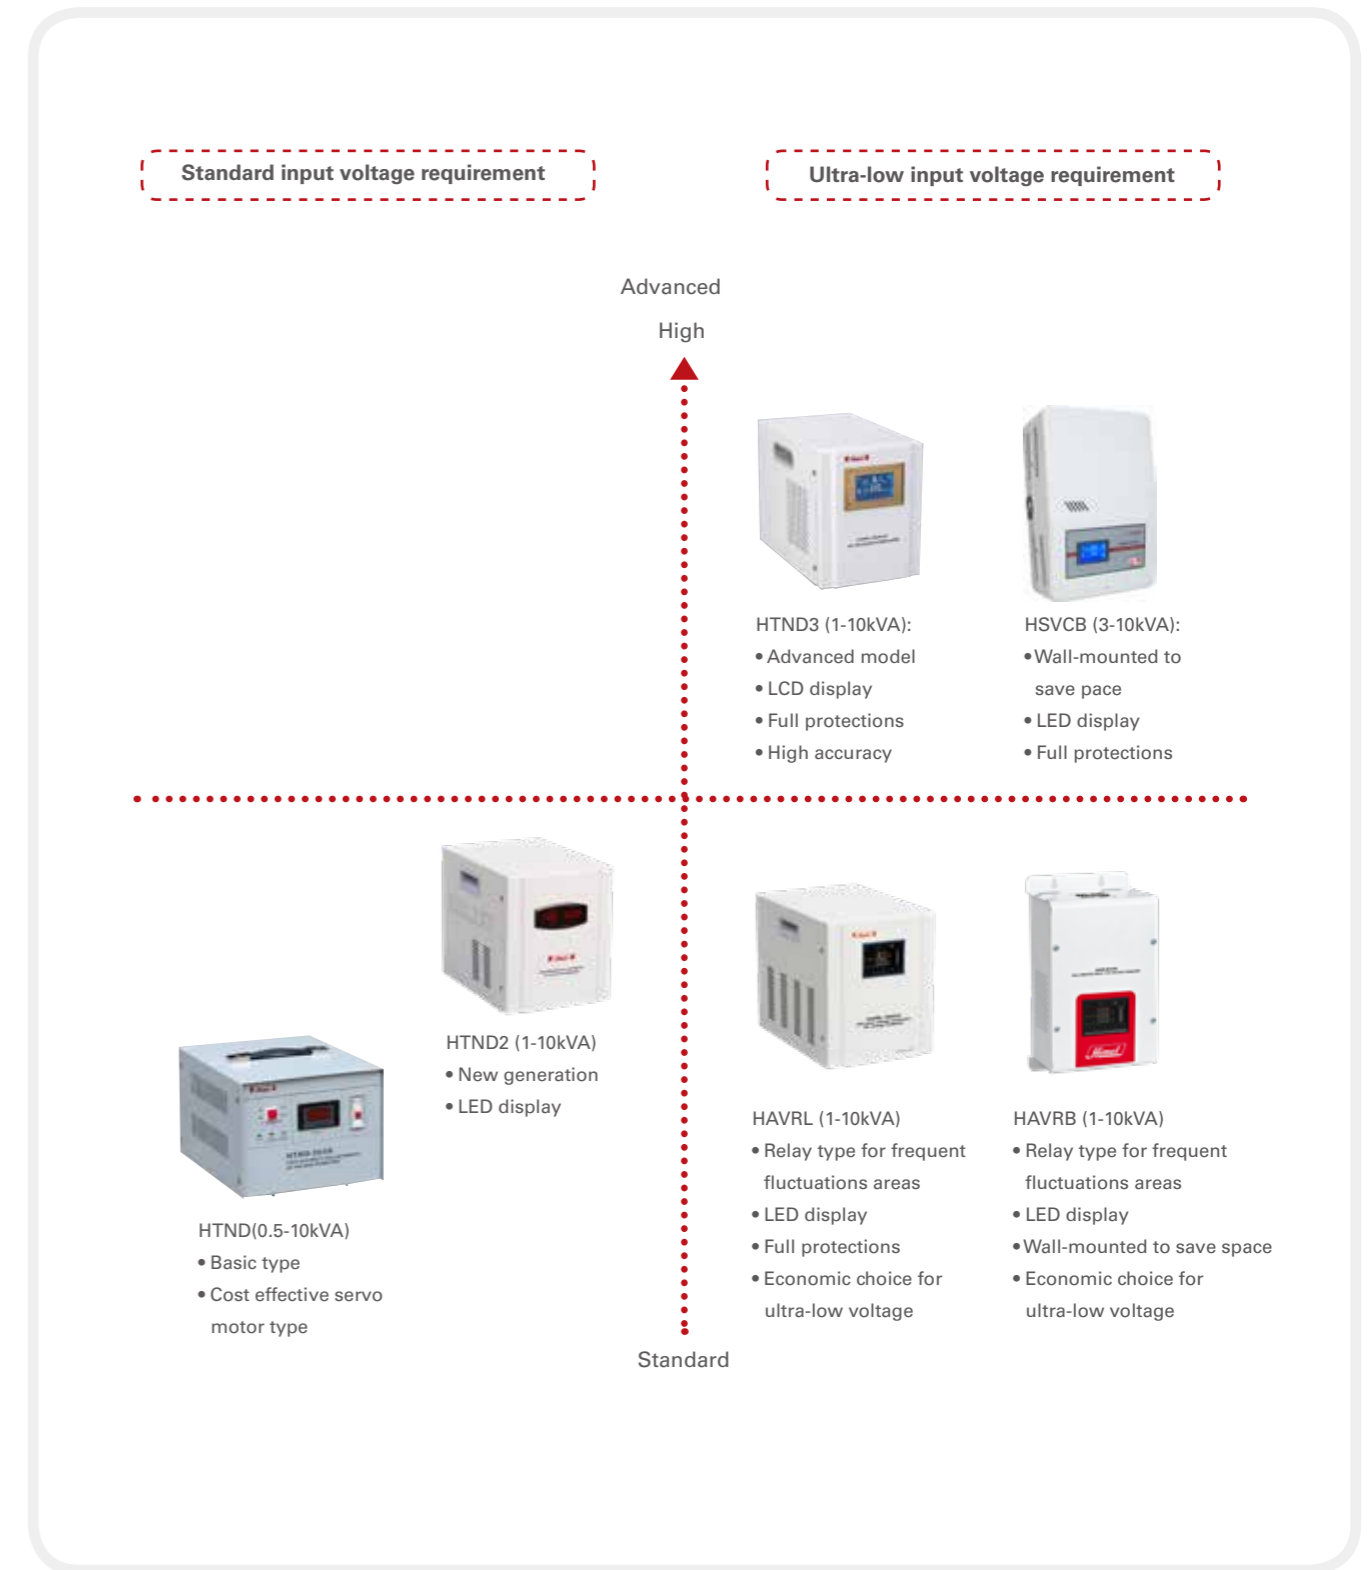 Standard input voltage requirement
Ultra-low input voltage requirement
Advanced
High
HTND3 (1-10kVA):
• Advanced model
• LCD display
• Full protections
• High accuracy
HSVCB (3-10kVA):
• Wall-mounted to
save pace
• LED display
• Full protections
HTND2 (1-10kVA)
• New generation
• LED display
HTND(0.5-10kVA)
• Basic type
• Cost effective servo
motor type
HAVRL (1-10kVA)
• Relay type for frequent
fluctuations areas
• LED display
• Full protections
• Economic choice for
ultra-low voltage
Himel
HAVRB (1-10kVA)
• Relay type for frequent
fluctuations areas
• LED display
• Wall-mounted to save space
• Economic choice for
ultra-low voltage
Standard